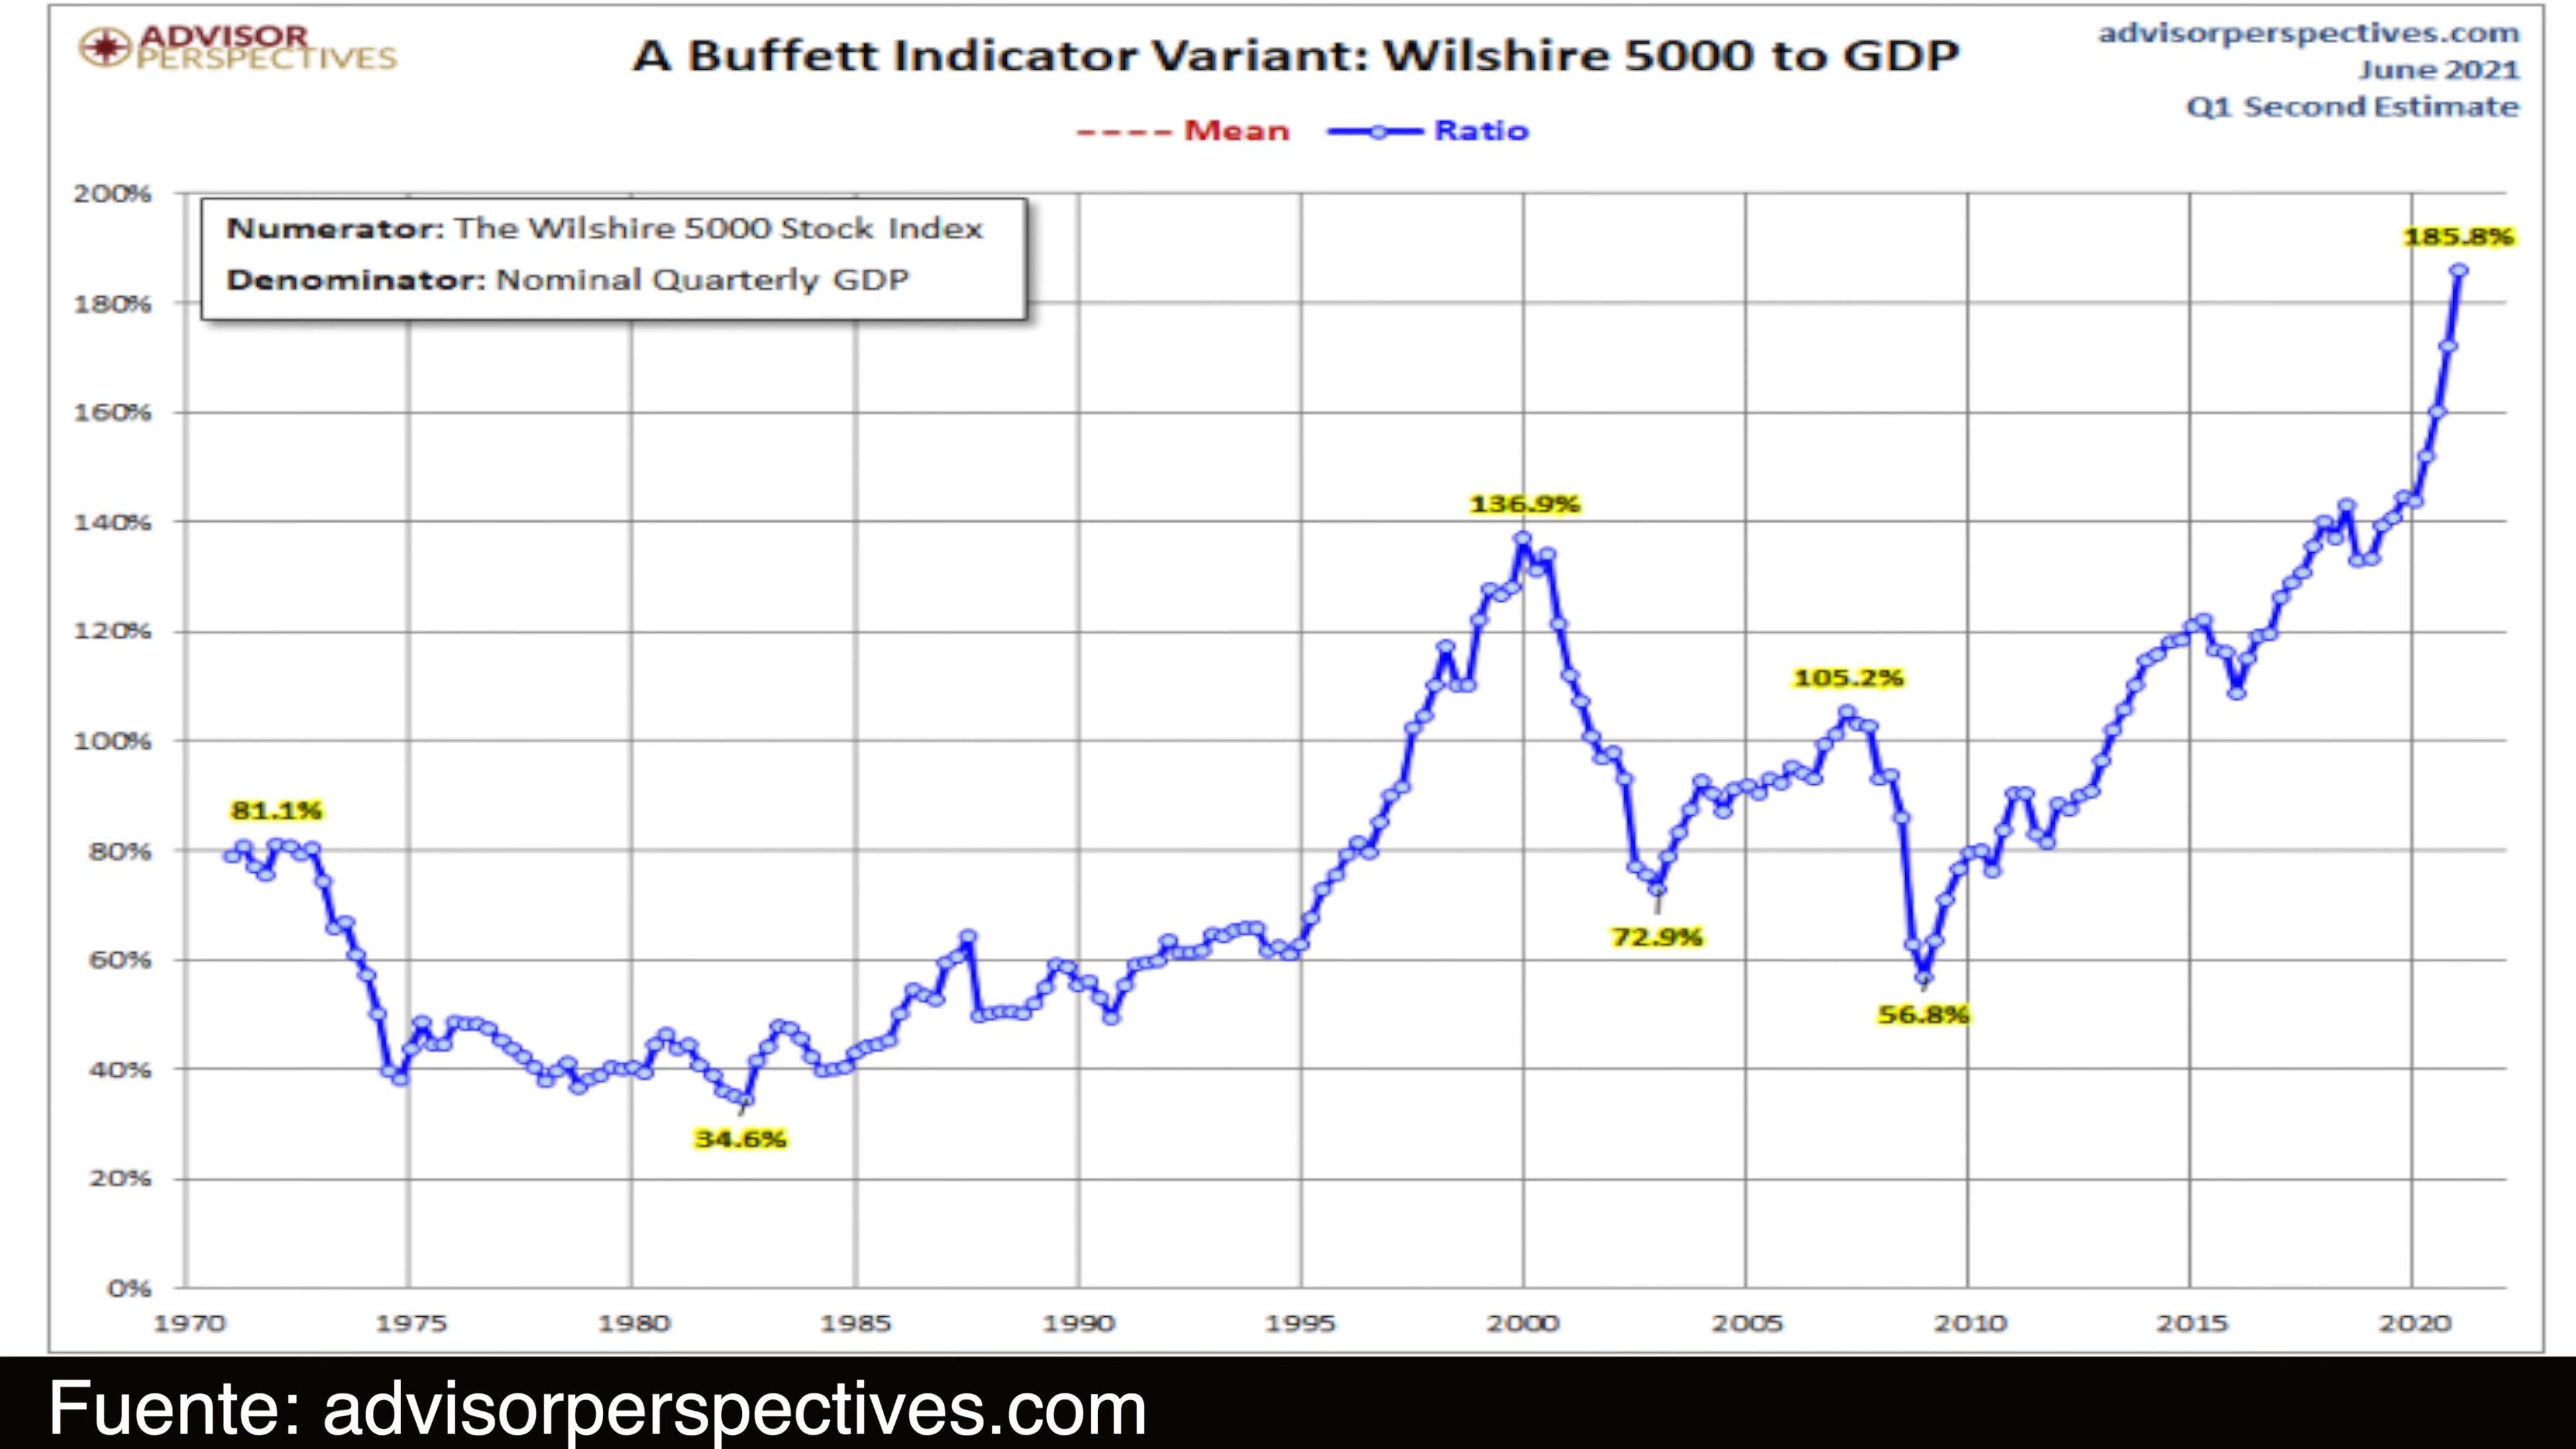 ADVISOR
PERSPECTIVES
A Buffett Indicator Variant: Wilshire 5000 to GDP
advisorperspectives.com
June 2021
Q1 Second Estimate
Mean Ratio
Numerator: The Wilshire 5000 Stock Index
Denominator: Nominal Quarterly GDP
200%
180%
160%
140%
120%
100%
80%
60%
40%
20%
0%
81.1%
34.6%
136.9%
72.9%
105.2%
56.8%
185.8%
1970 1975 1980 1985 1990 1995 2000 2005 2010 2015 2020
Fuente: advisorperspectives.com